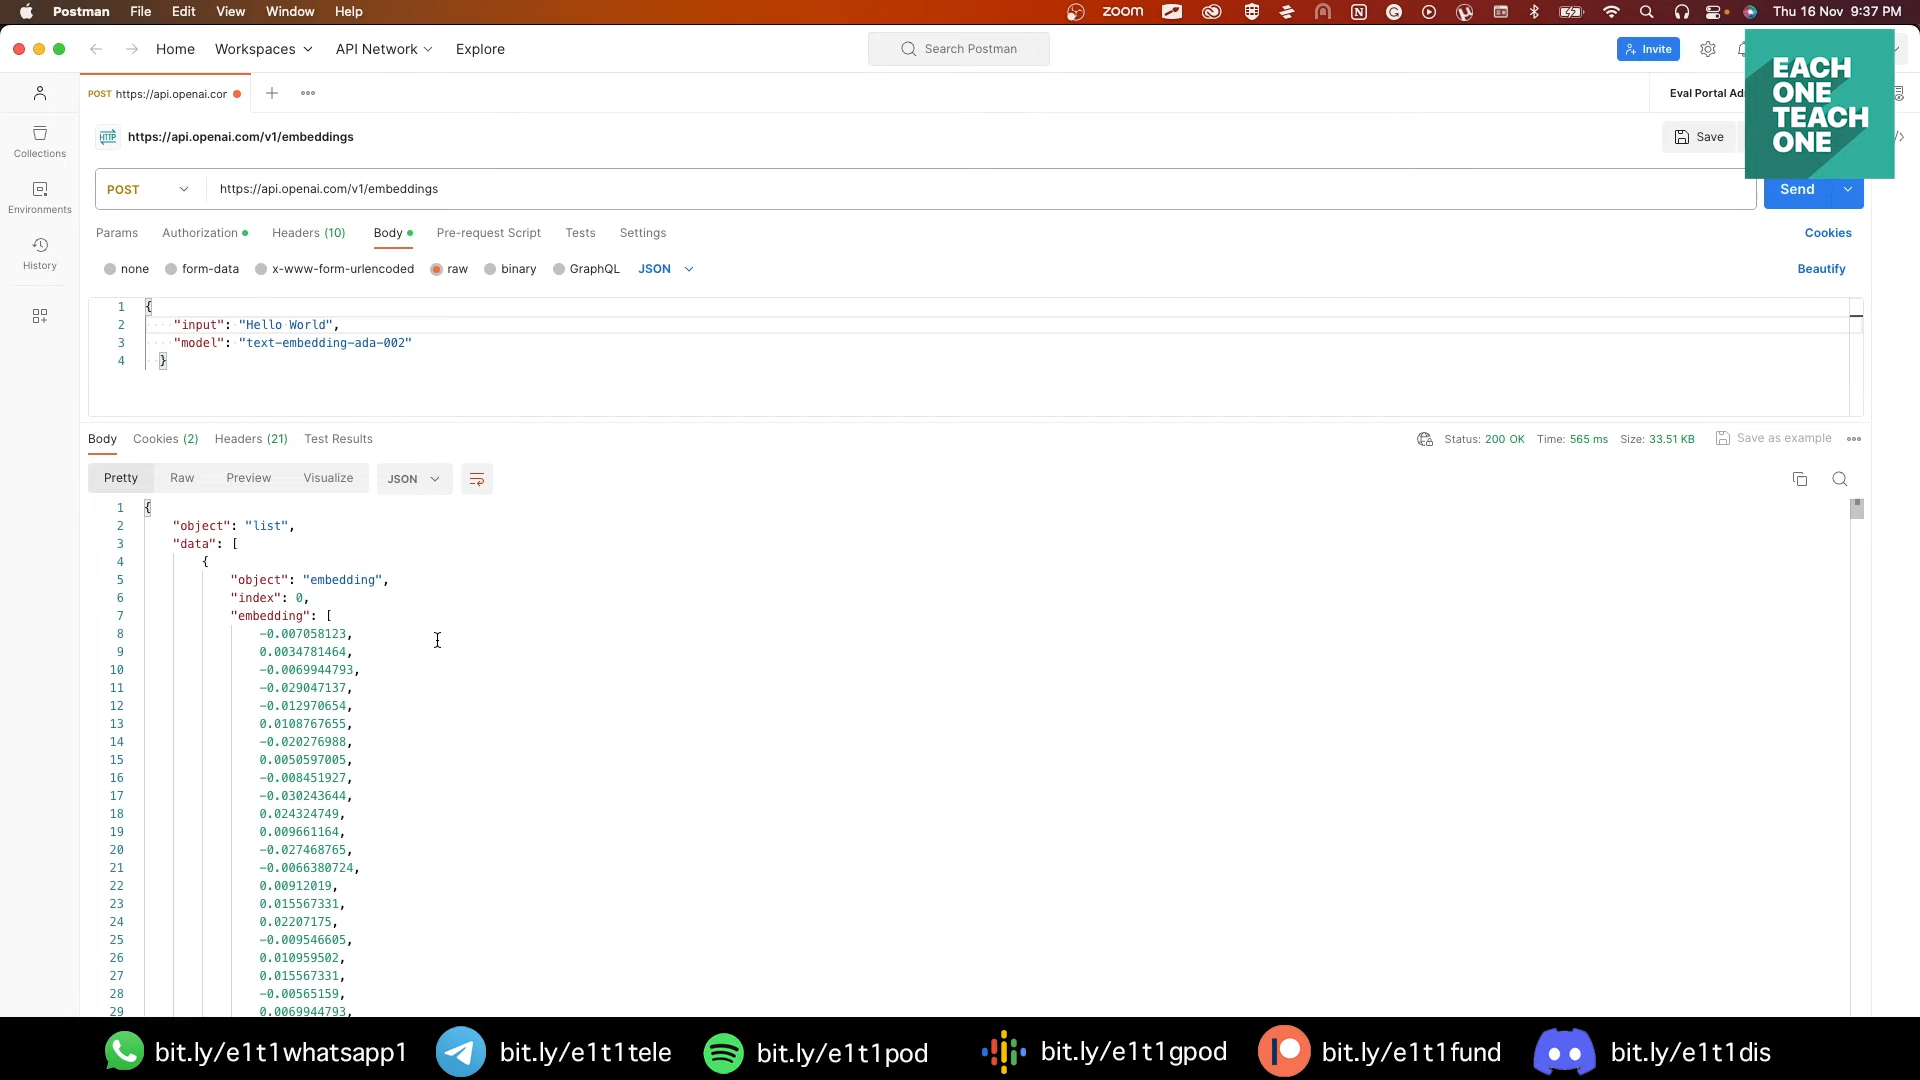 Postman File Edit View Window Help zoom Thu 16 Nov 9:37 PM
Home Workspaces API Network Explore Search Postman Invite
EACH
ONE
TEACH
ONE
POST https://api.openai.cor
https://api.openai.com/v1/embeddings Save
POST https://api.openai.com/v1/embeddings Send
Collections
Environments
History
Params Authorization Headers (10) Body Pre-request Script Tests Settings Cookies
none form-data x-www-form-urlencoded raw binary GraphQL JSON Beautify
1 {
2 "input": "Hello World",
3 "model": "text-embedding-ada-002"
4 }
Body Cookies (2) Headers (21) Test Results Status: 200 OK Time: 565 ms Size: 33.51 KB Save as example
Pretty Raw Preview Visualize JSON
1 {
2 "object": "list",
3 "data": [
4 {
5 "object": "embedding",
6 "index": 0,
7 "embedding": [
8 -0.007058123,
9 0.0034781464,
10 -0.0069944793,
11 -0.029047137,
12 -0.012970654,
13 0.0108767655,
14 -0.020276988,
15 0.0050597005,
16 -0.008451927,
17 -0.030243644,
18 0.024324749,
19 0.009661164,
20 -0.027468765,
21 -0.0066380724,
22 0.00912019,
23 0.015567331,
24 0.02207175,
25 -0.009546605,
26 0.010959502,
27 0.015567331,
28 -0.00565159,
29 0.0069944793,
bit.ly/e1t1whatsapp1 bit.ly/e1t1tele bit.ly/e1t1pod bit.ly/e1t1gpod bit.ly/e1t1fund bit.ly/e1t1dis